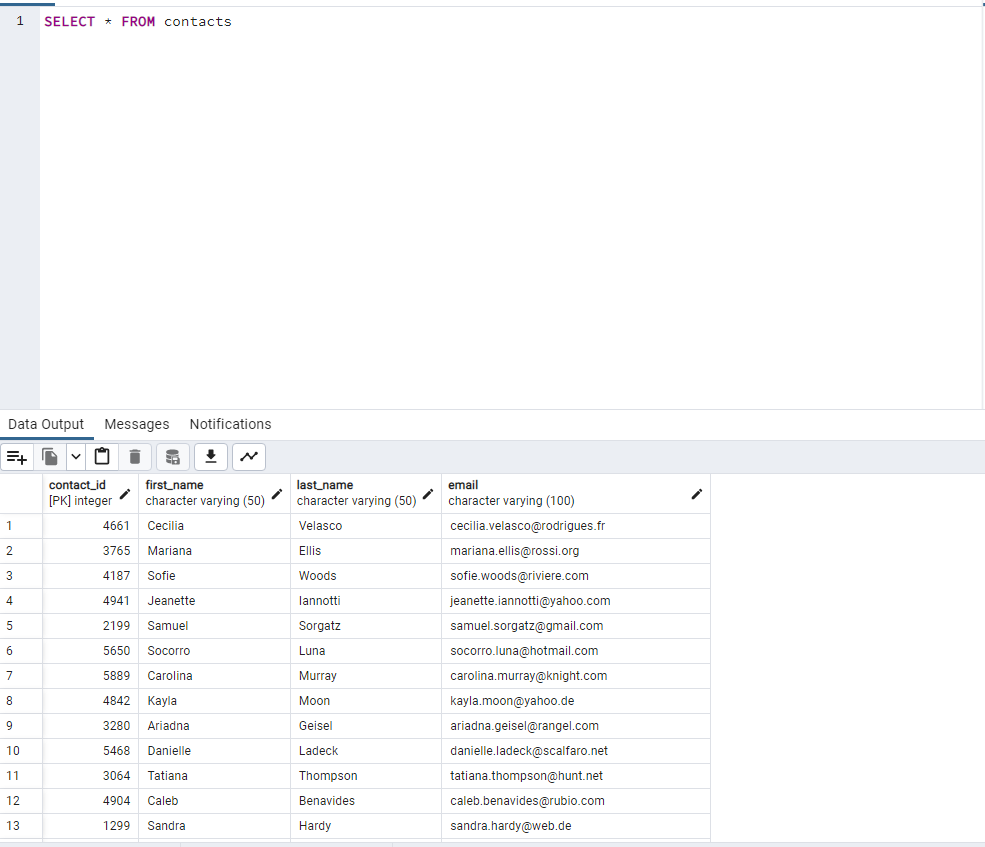 1 SELECT * FROM contacts
Data Output Messages Notifications
contact_id first_name last_name email
[PK] integer character varying (50) character varying (50) character varying (100)
1 4661 Cecilia Velasco cecilia.velasco@rodrigues.fr
2 3765 Mariana Ellis mariana.ellis@rossi.org
3 4187 Sofie Woods sofie.woods@riviere.com
4 4941 Jeanette Iannotti jeanette.iannotti@yahoo.com
5 2199 Samuel Sorgatz samuel.sorgatz@gmail.com
6 5650 Socorro Luna socorro.luna@hotmail.com
7 5889 Carolina Murray carolina.murray@knight.com
8 4842 Kayla Moon kayla.moon@yahoo.de
9 3280 Ariadna Geisel ariadna.geisel@rangel.com
10 5468 Danielle Ladeck danielle.ladeck@scalfaro.net
11 3064 Tatiana Thompson tatiana.thompson@hunt.net
12 4904 Caleb Benavides caleb.benavides@rubio.com
13 1299 Sandra Hardy sandra.hardy@web.de